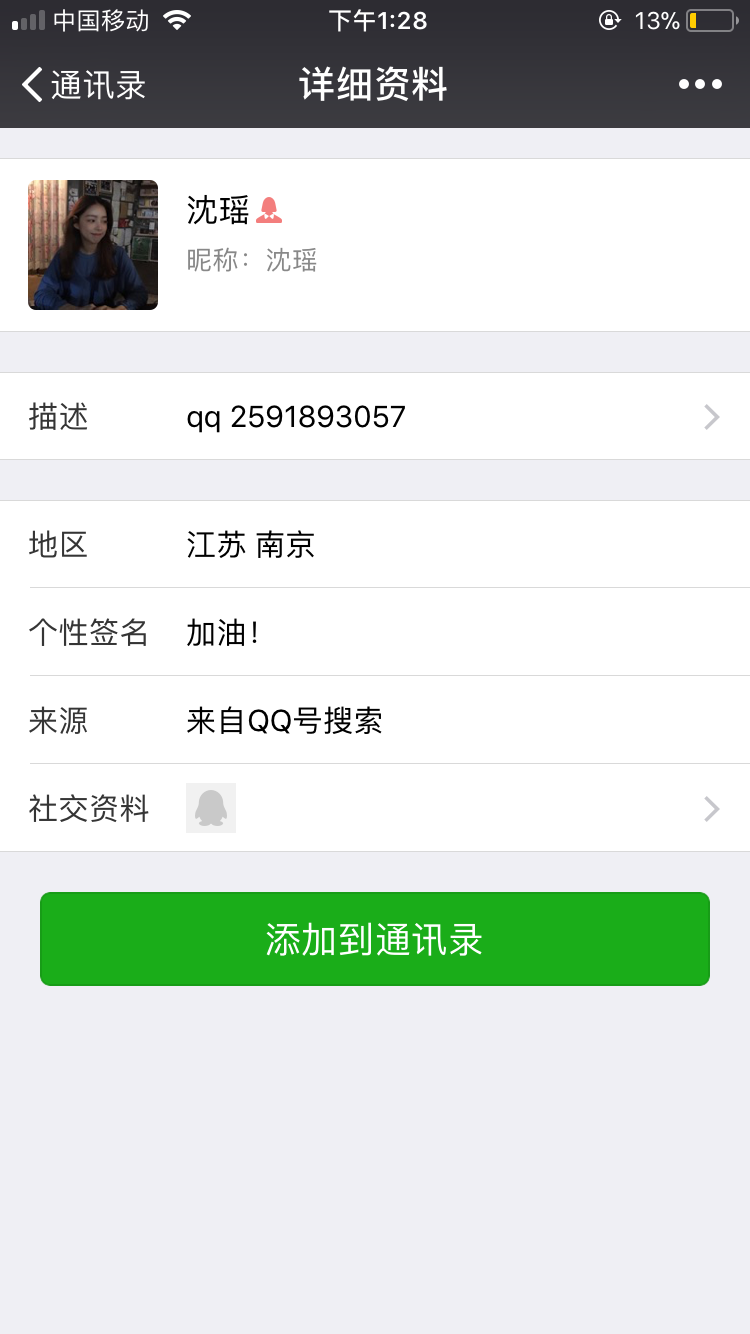 中国移动 下午1:28 13%
通讯录 详细资料
沈瑶
昵称：沈瑶
描述 qq 2591893057
地区 江苏 南京
个性签名 加油！
来源 来自QQ号搜索
社交资料
添加到通讯录